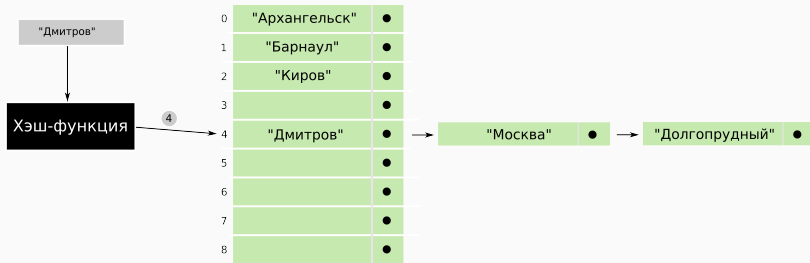 "Дмитров"
Хэш-функция
4
0 "Архангельск"
1 "Барнаул"
2 "Киров"
3
4 "Дмитров" "Москва" "Долгопрудный"
5
6
7
8